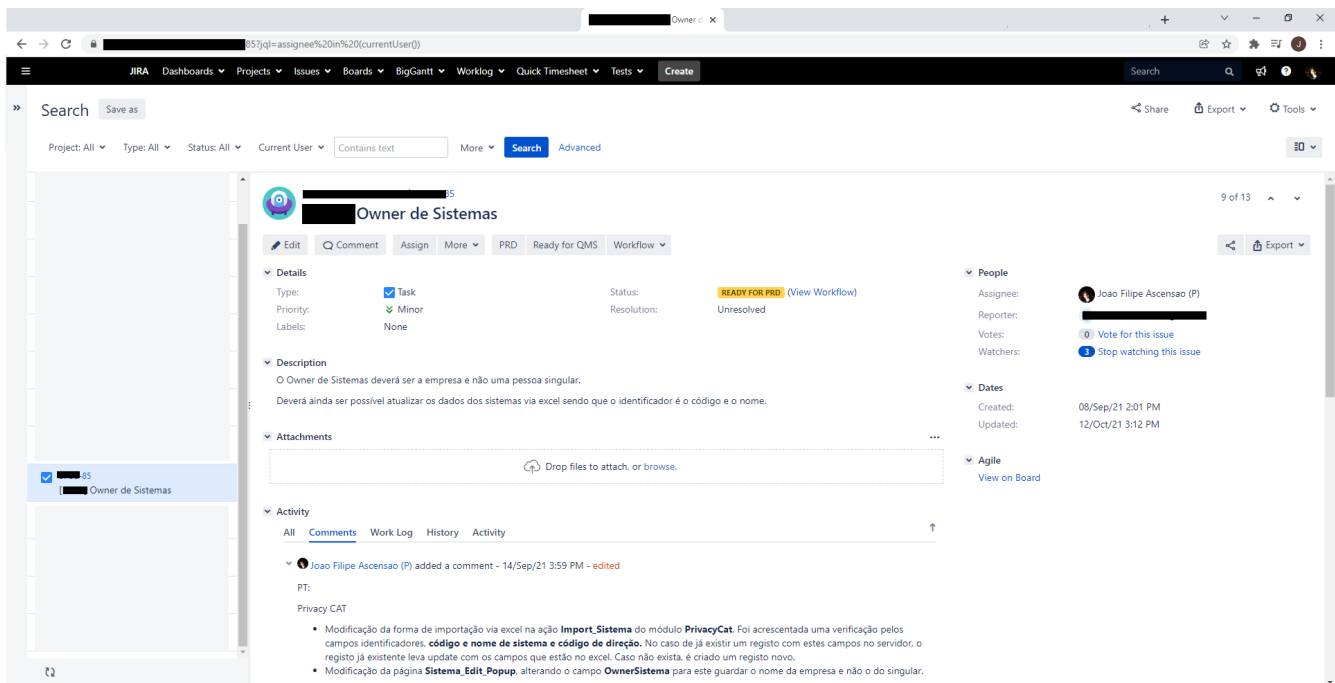 Owner d
85?jql=assignee%20in%20(currentUser())
J
JIRA Dashboards Projects Issues Boards BigGantt Worklog Quick Timesheet Tests Create Search
Search Save as Share Export Tools
Project: All Type: All Status: All Current User Contains text More Search Advanced
85
9 of 13
Owner de Sistemas
Edit Comment Assign More PRD Ready for QMS Workflow Export
Details
Type: Task Status: READY FOR PRD (View Workflow)
Priority: Minor Resolution: Unresolved
Labels: None
People
Assignee: Joao Filipe Ascensao (P)
Reporter:
Votes: 0 Vote for this issue
Watchers: 3 Stop watching this issue
Description
O Owner de Sistemas deverá ser a empresa e não uma pessoa singular.
Deverá ainda ser possível atualizar os dados dos sistemas via excel sendo que o identificador é o código e o nome.
Dates
Created: 08/Sep/21 2:01 PM
Updated: 12/Oct/21 3:12 PM
Attachments
Drop files to attach, or browse.
Agile
View on Board
-85
[ Owner de Sistemas
Activity
All Comments Work Log History Activity
Joao Filipe Ascensao (P) added a comment - 14/Sep/21 3:59 PM - edited
PT:
Privacy CAT
• Modificação da forma de importação via excel na ação Import_Sistema do módulo PrivacyCat. Foi acrescentada uma verificação pelos
campos identificadores, código e nome de sistema e código de direção. No caso de já existir um registo com estes campos no servidor, o
registo já existente leva update com os campos que estão no excel. Caso não exista, é criado um registo novo.
• Modificação da página Sistema_Edit_Popup, alterando o campo OwnerSistema para este guardar o nome da empresa e não o do singular.